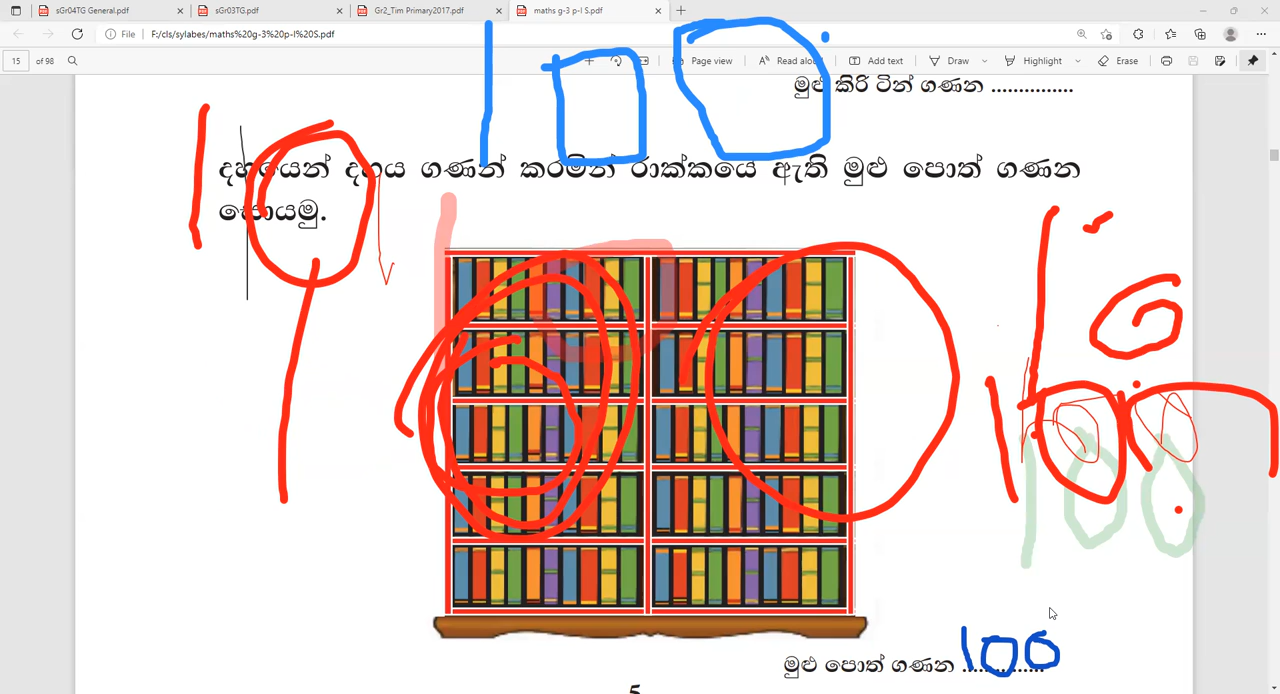 sGr04TG General.pdf
sGr03TG.pdf
Gr2_Tim Primary2017.pdf
maths g-3 p-I S.pdf
File F:/cls/sylabes/maths%20g-3%20p-I%20S.pdf
15 of 98
Page view
Read aloud
Add text
Draw
Highlight
Erase
100
මුළු කිරි ටින් ගණන ...............
දහයෙන් දහය ගණන් කරමින් රාක්කයේ ඇති මුළු පොත් ගණන
සොයමු.
10
100
100
මුළු පොත් ගණන ............... 100
5